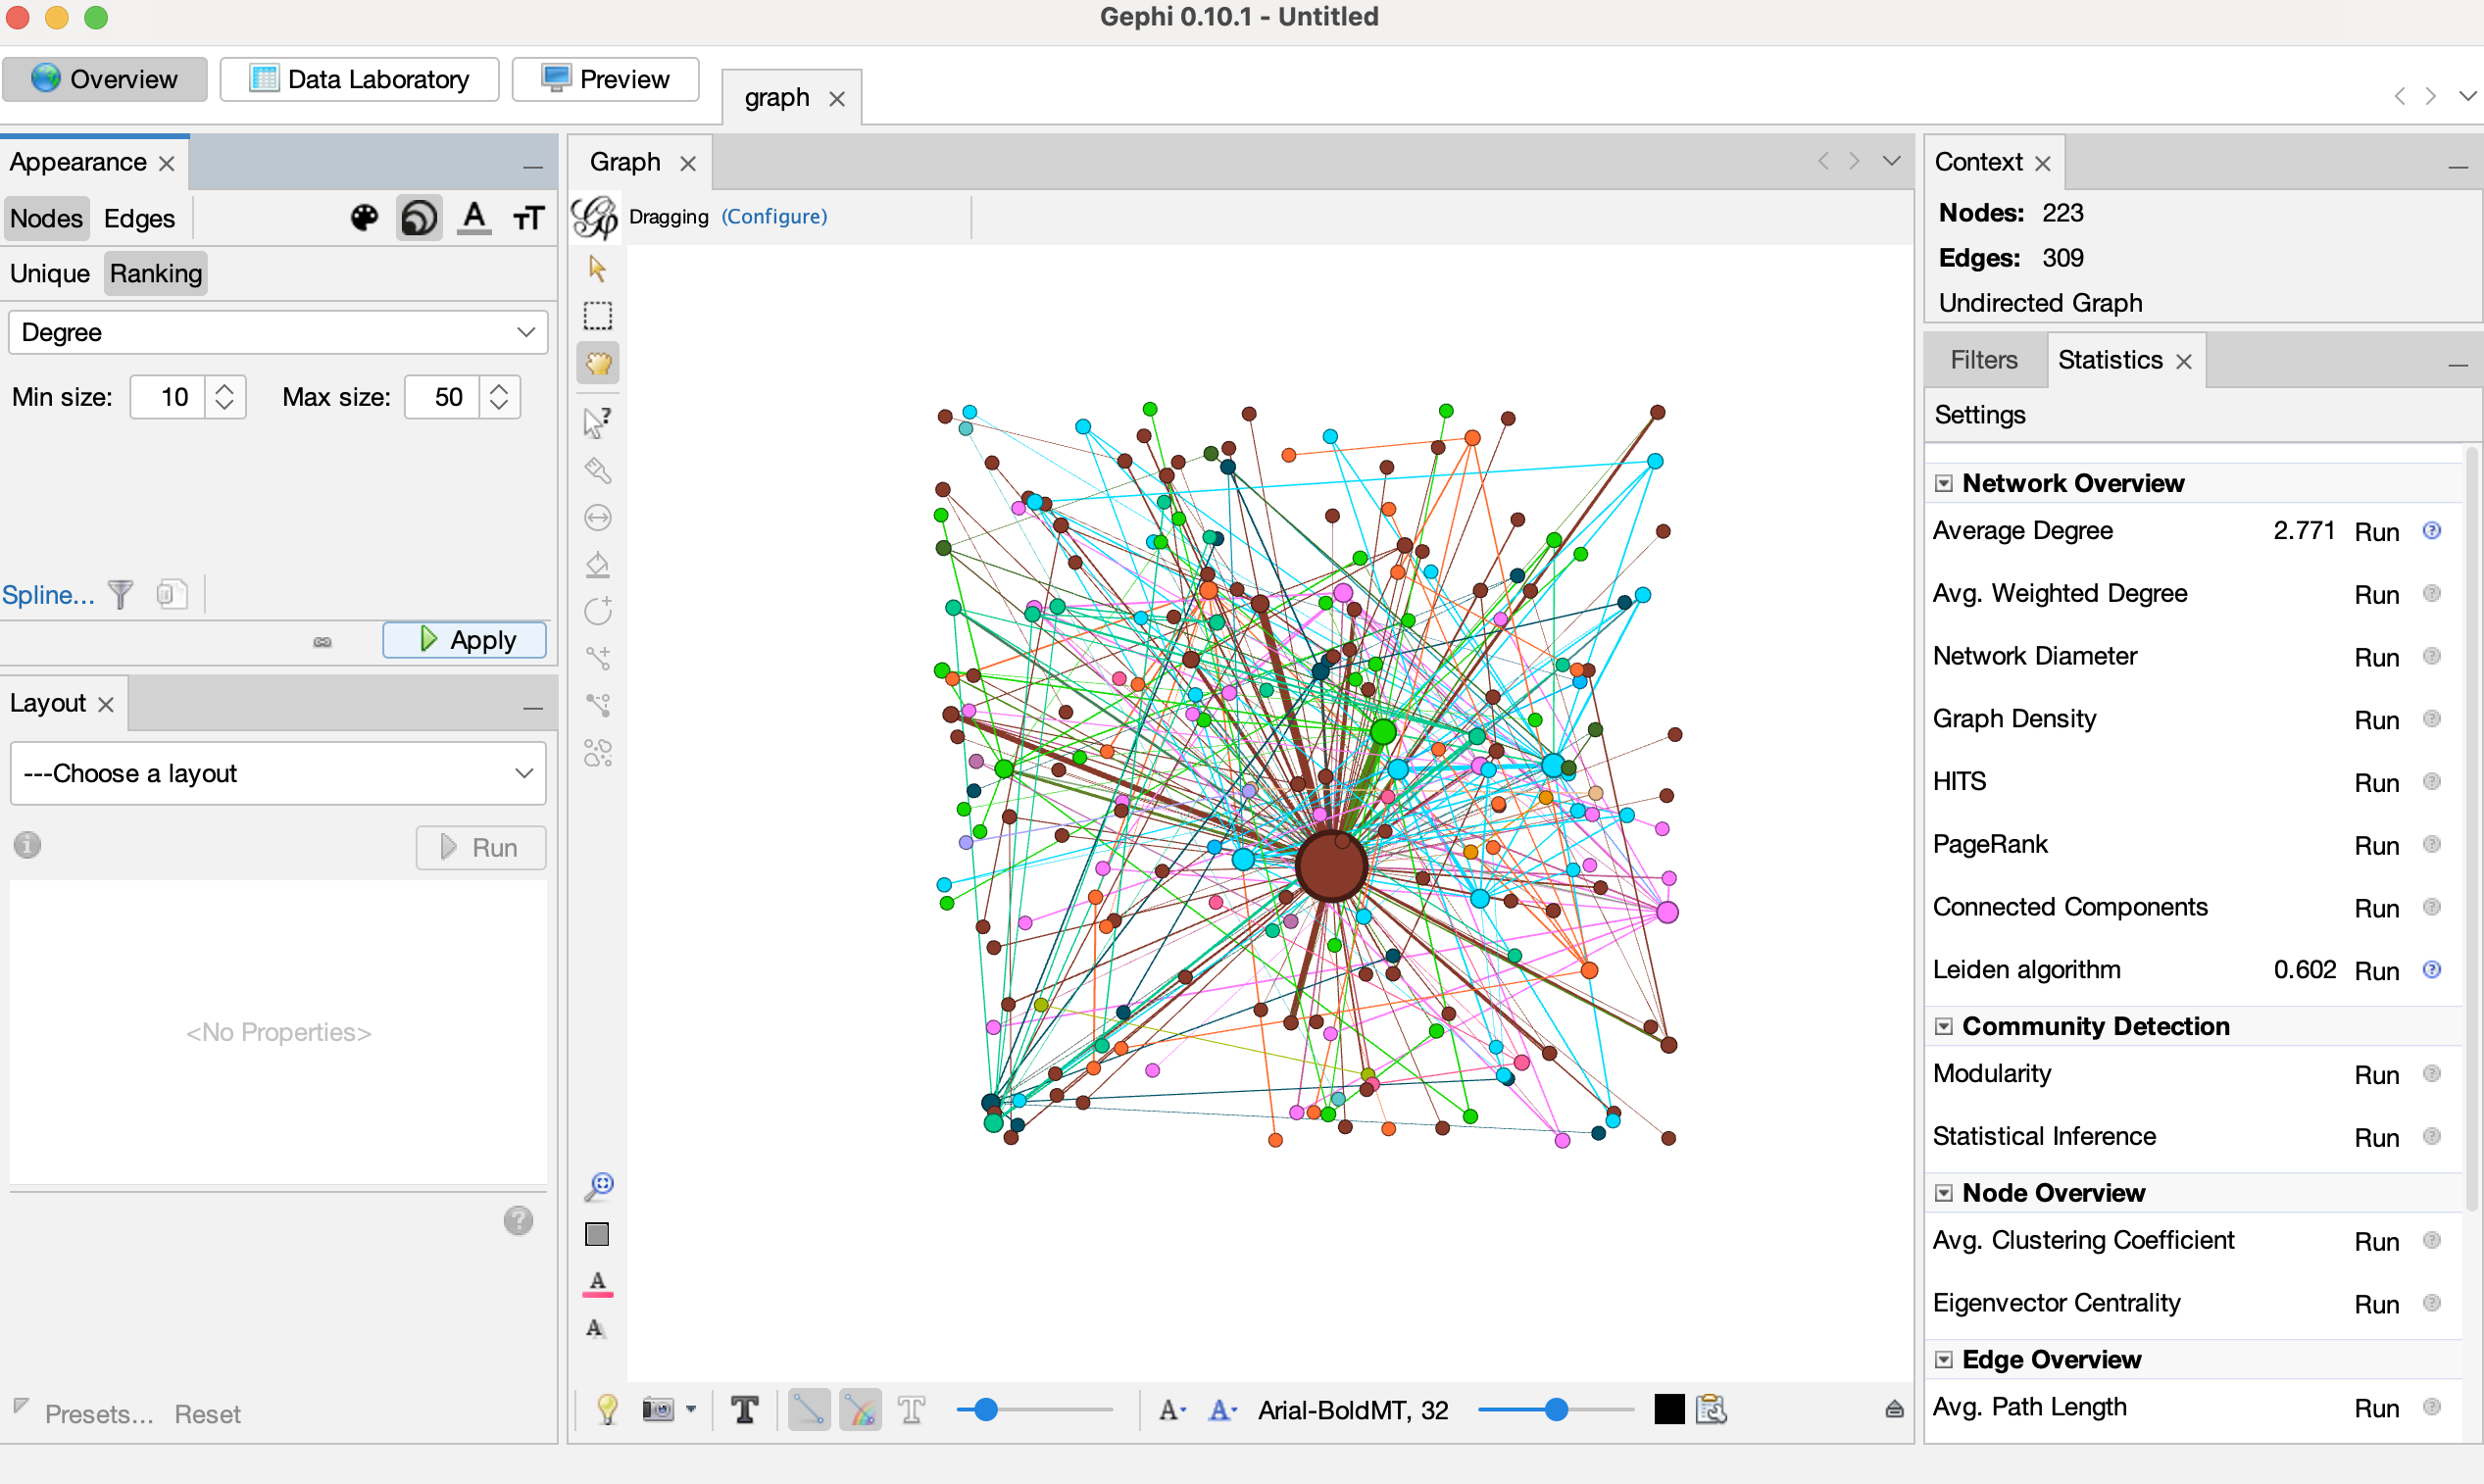 Gephi 0.10.1 - Untitled
Overview
Data Laboratory
Preview
graph
Appearance
Nodes Edges
A
TT
Unique Ranking
Degree
Min size: 10 Max size: 50
Spline...
Apply
Layout
---Choose a layout
Run
<No Properties>
Presets... Reset
Graph
Dragging (Configure)
A
A
T
T
A
A
Arial-BoldMT, 32
Context
Nodes: 223
Edges: 309
Undirected Graph
Filters Statistics
Settings
Network Overview
Average Degree 2.771 Run
Avg. Weighted Degree Run
Network Diameter Run
Graph Density Run
HITS Run
PageRank Run
Connected Components Run
Leiden algorithm 0.602 Run
Community Detection
Modularity Run
Statistical Inference Run
Node Overview
Avg. Clustering Coefficient Run
Eigenvector Centrality Run
Edge Overview
Avg. Path Length Run